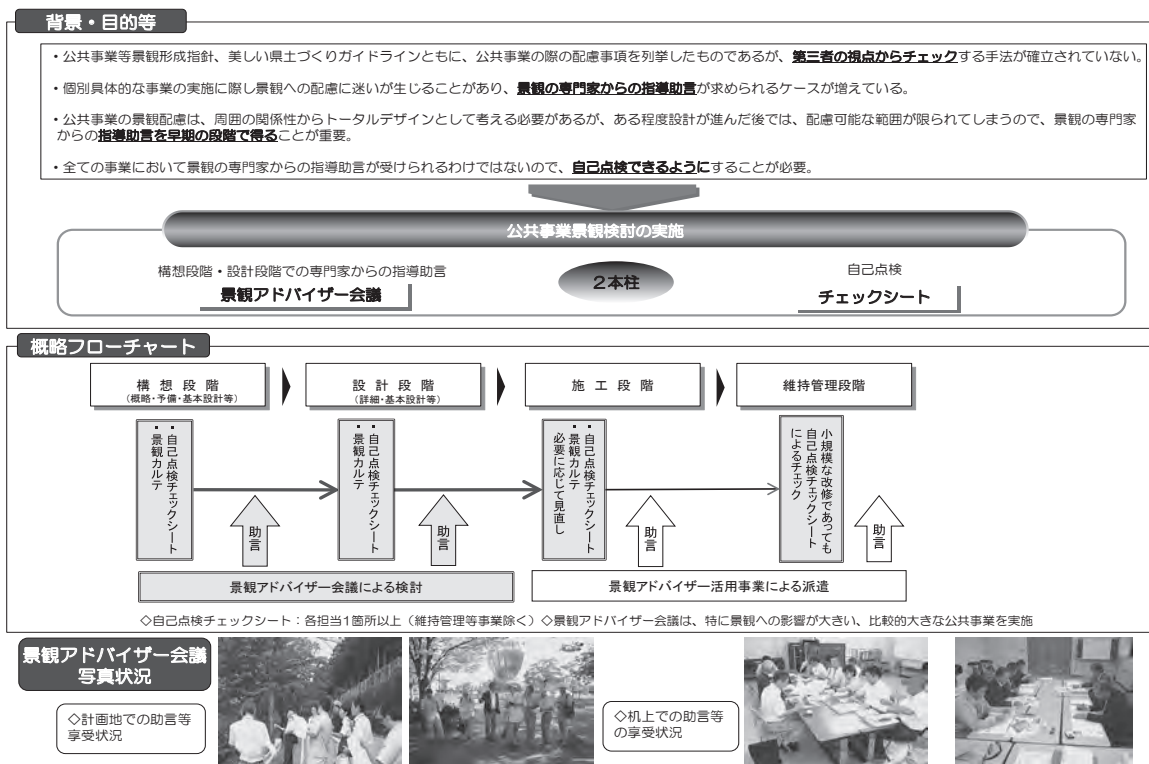 背景・目的等
・公共事業等景観形成指針、美しい県土づくりガイドラインともに、公共事業の際の配慮事項を列挙したものであるが、第三者の視点からチェックする手法が確立されていない。
・個別具体的な事業の実施に際し景観への配慮に迷いが生じることがあり、景観の専門家からの指導助言が求められるケースが増えている。
・公共事業の景観配慮は、周囲の関係性からトータルデザインとして考える必要があるが、ある程度設計が進んだ後では、配慮可能な範囲が限られてしまうので、景観の専門家
からの指導助言を早期の段階で得ることが重要。
・全ての事業において景観の専門家からの指導助言が受けられるわけではないので、自己点検できるようにすることが必要。
公共事業景観検討の実施
構想段階・設計段階での専門家からの指導助言
景観アドバイザー会議
2本柱
自己点検
チェックシート
概略フローチャート
構想段階
（概略・予備・基本設計等）
設計段階
（詳細・基本設計等）
施工段階
維持管理段階
・自己点検チェックシート
・景観カルテ
・自己点検チェックシート
・景観カルテ
・自己点検チェックシート
・景観カルテ
必要に応じて見直し
小規模な改修であっても
自己点検チェックシート
によるチェック
助言
助言
助言
助言
景観アドバイザー会議による検討
景観アドバイザー活用事業による派遣
◇自己点検チェックシート：各担当1箇所以上（維持管理等事業除く）◇景観アドバイザー会議は、特に景観への影響が大きい、比較的大きな公共事業を実施
景観アドバイザー会議
写真状況
◇計画地での助言等
享受状況
◇机上での助言等
の享受状況